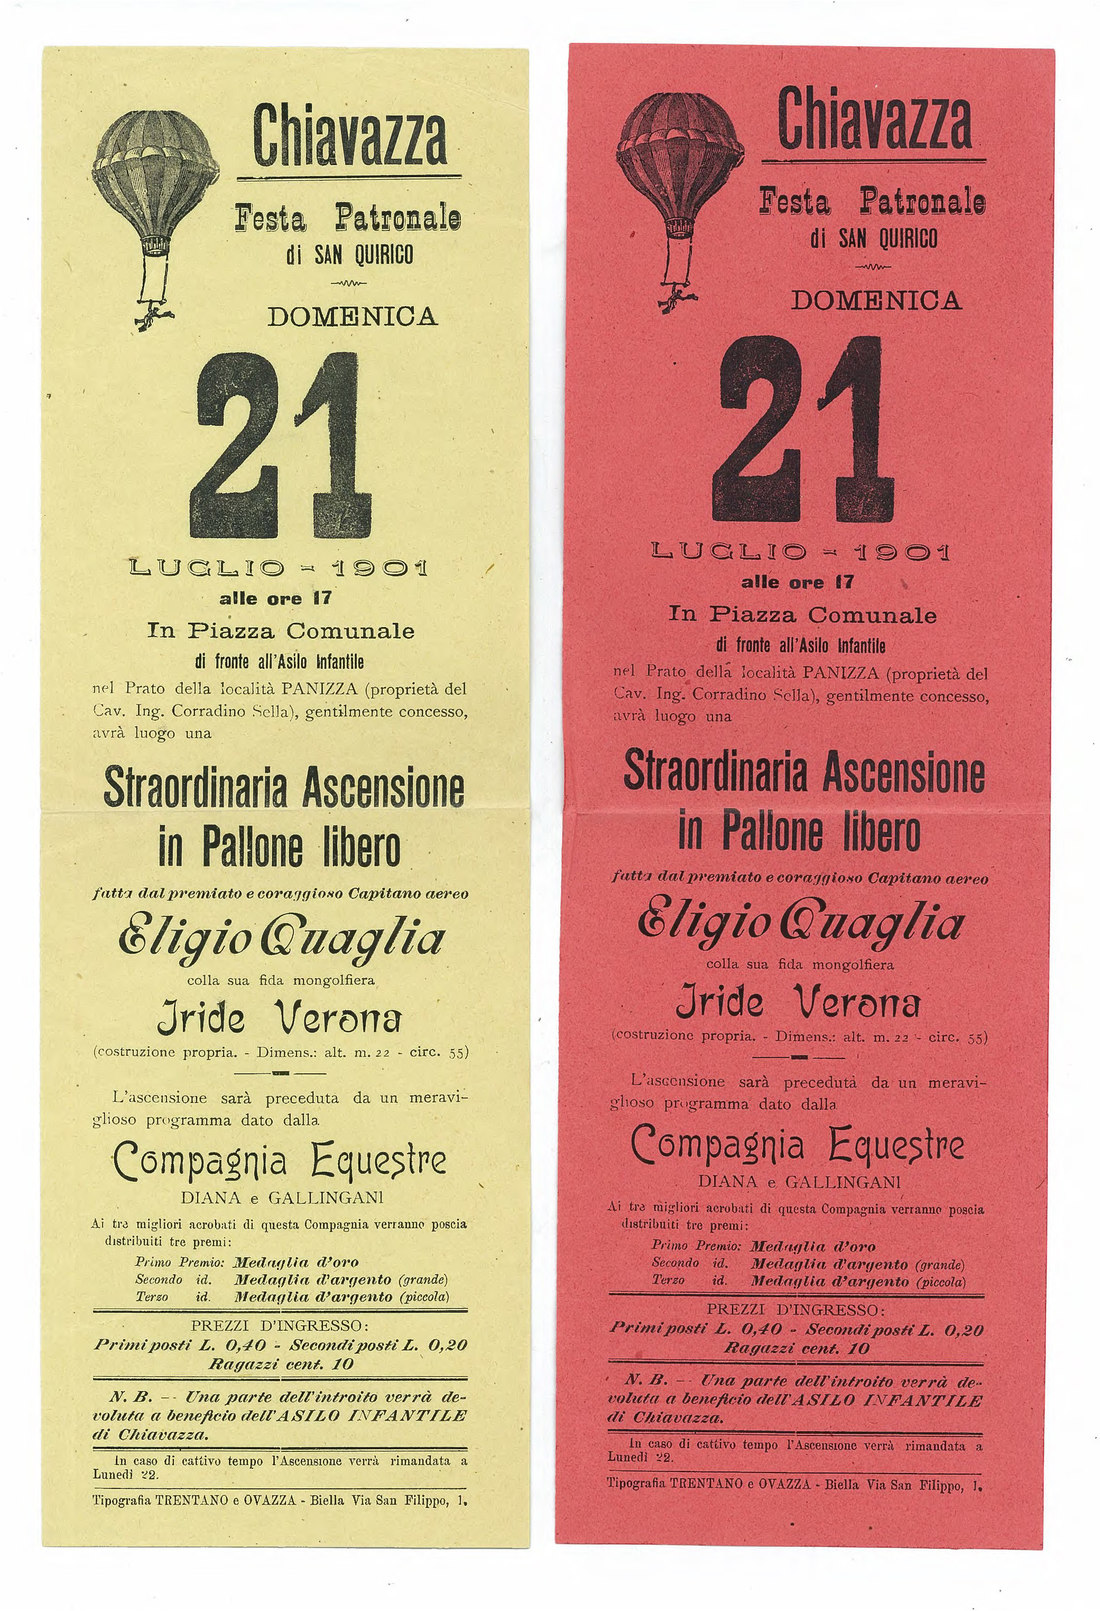 Chiavazza
Festa Patronale
di SAN QUIRICO
DOMENICA
21
LUGLIO - 1901
alle ore 17
In Piazza Comunale
di fronte all'Asilo Infantile
nel Prato della località PANIZZA (proprietà del
Cav. Ing. Corradino Sella), gentilmente concesso,
avrà luogo una
Straordinaria Ascensione
in Pallone libero
fatta dal premiato e coraggioso Capitano aereo
Eligio Quaglia
colla sua fida mongolfiera
Iride Verona
(costruzione propria. - Dimens.: alt. m. 22 - circ. 55)
L'ascensione sarà preceduta da un meravi-
glioso programma dato dalla
Compagnia Equestre
DIANA e GALLINGANI
Ai tre migliori acrobati di questa Compagnia verranno poscia
distribuiti tre premi:
Primo Premio: Medaglia d'oro
Secondo id. Medaglia d'argento (grande)
Terzo id. Medaglia d'argento (piccola)
PREZZI D'INGRESSO:
Primi posti L. 0,40 - Secondi posti L. 0,20
Ragazzi cent. 10
N. B. -- Una parte dell'introito verrà de-
voluta a beneficio dell'ASILO INFANTILE
di Chiavazza.
In caso di cattivo tempo l'Ascensione verrà rimandata a
Lunedì 22.
Tipografia TRENTANO e OVAZZA - Biella Via San Filippo, 1.
Chiavazza
Festa Patronale
di SAN QUIRICO
DOMENICA
21
LUGLIO - 1901
alle ore 17
In Piazza Comunale
di fronte all'Asilo Infantile
nel Prato della località PANIZZA (proprietà del
Cav. Ing. Corradino Sella), gentilmente concesso,
avrà luogo una
Straordinaria Ascensione
in Pallone libero
fatta dal premiato e coraggioso Capitano aereo
Eligio Quaglia
colla sua fida mongolfiera
Iride Verona
(costruzione propria. - Dimens.: alt. m. 22 - circ. 55)
L'ascensione sarà preceduta da un meravi-
glioso programma dato dalla
Compagnia Equestre
DIANA e GALLINGANI
Ai tre migliori acrobati di questa Compagnia verranno poscia
distribuiti tre premi:
Primo Premio: Medaglia d'oro
Secondo id. Medaglia d'argento (grande)
Terzo id. Medaglia d'argento (piccola)
PREZZI D'INGRESSO:
Primi posti L. 0,40 - Secondi posti L. 0,20
Ragazzi cent. 10
N. B. -- Una parte dell'introito verrà de-
voluta a beneficio dell'ASILO INFANTILE
di Chiavazza.
In caso di cattivo tempo l'Ascensione verrà rimandata a
Lunedì 22.
Tipografia TRENTANO e OVAZZA - Biella Via San Filippo, 1.